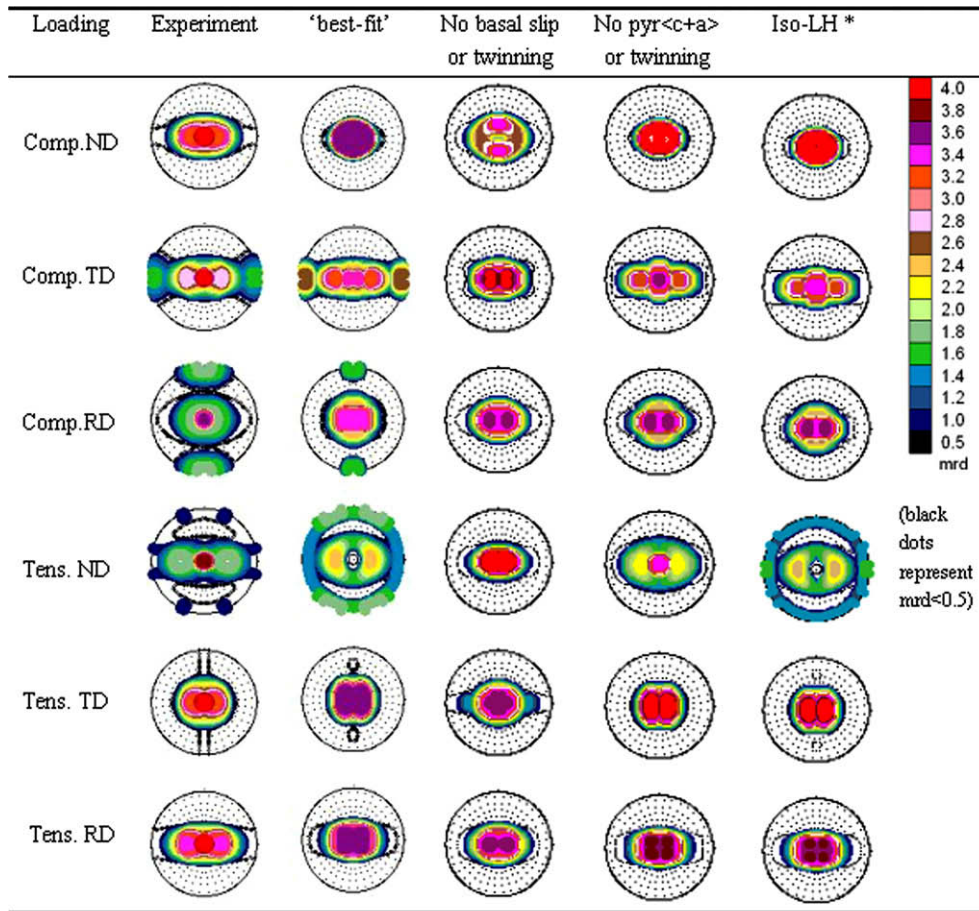 Loading Experiment ‘best-fit’ No basal slip No pyr<c+a> Iso-LH *
or twinning or twinning
Comp.ND
Comp.TD
Comp.RD
Tens. ND
Tens. TD
Tens. RD
4.0
3.8
3.6
3.4
3.2
3.0
2.8
2.6
2.4
2.2
2.0
1.8
1.6
1.4
1.2
1.0
0.5
mrd
(black
dots
represent
mrd<0.5)